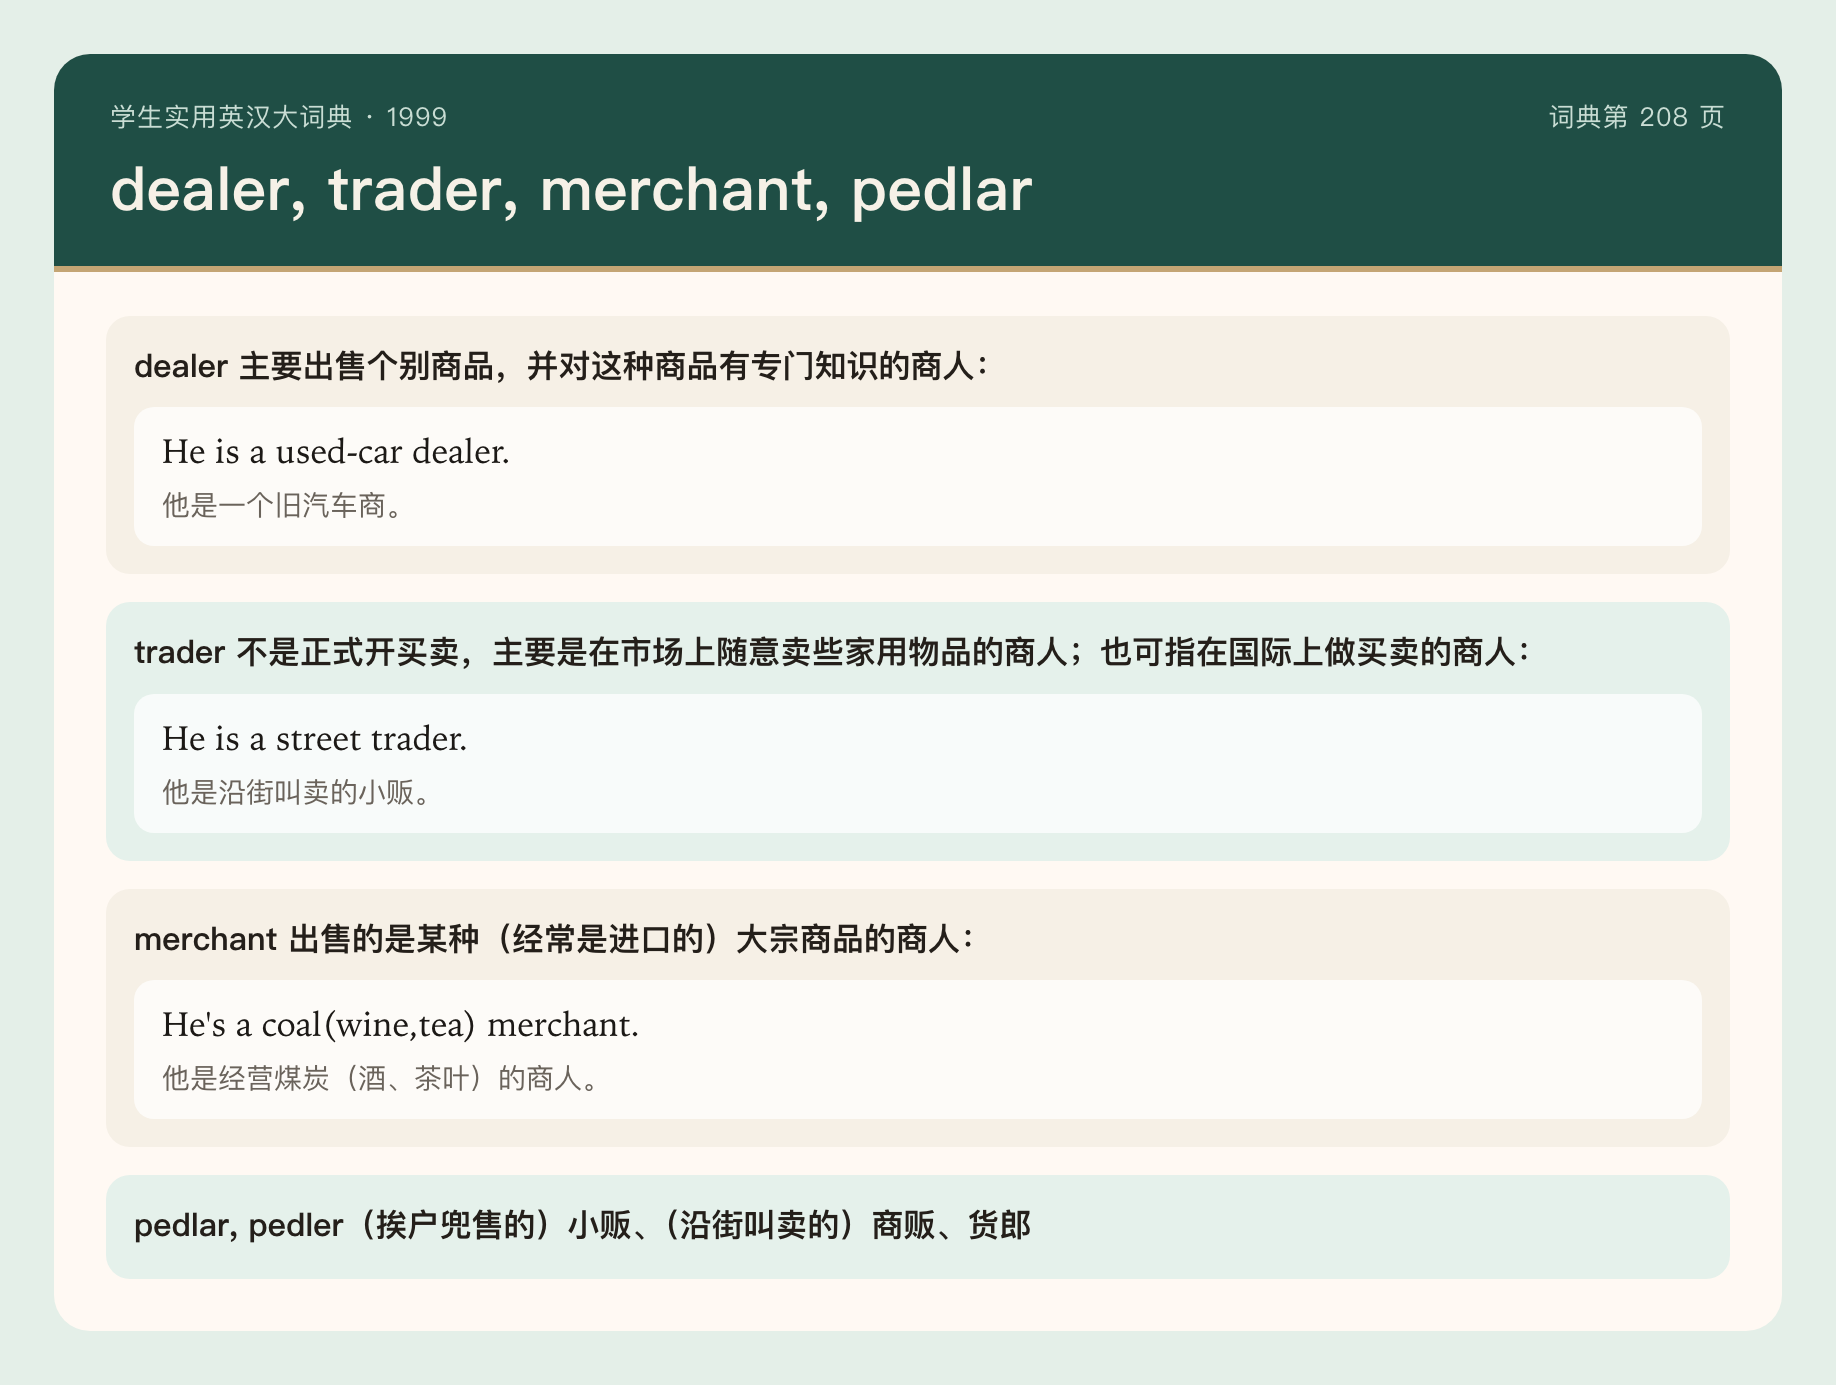 学生实用英汉大词典 · 1999
词典第 208 页
dealer, trader, merchant, pedlar
dealer 主要出售个别商品，并对这种商品有专门知识的商人：
He is a used-car dealer.
他是一个旧汽车商。
trader 不是正式开买卖，主要是在市场上随意卖些家用物品的商人；也可指在国际上做买卖的商人：
He is a street trader.
他是沿街叫卖的小贩。
merchant 出售的是某种（经常是进口的）大宗商品的商人：
He's a coal(wine,tea) merchant.
他是经营煤炭（酒、茶叶）的商人。
pedlar, pedler（挨户兜售的）小贩、（沿街叫卖的）商贩、货郎